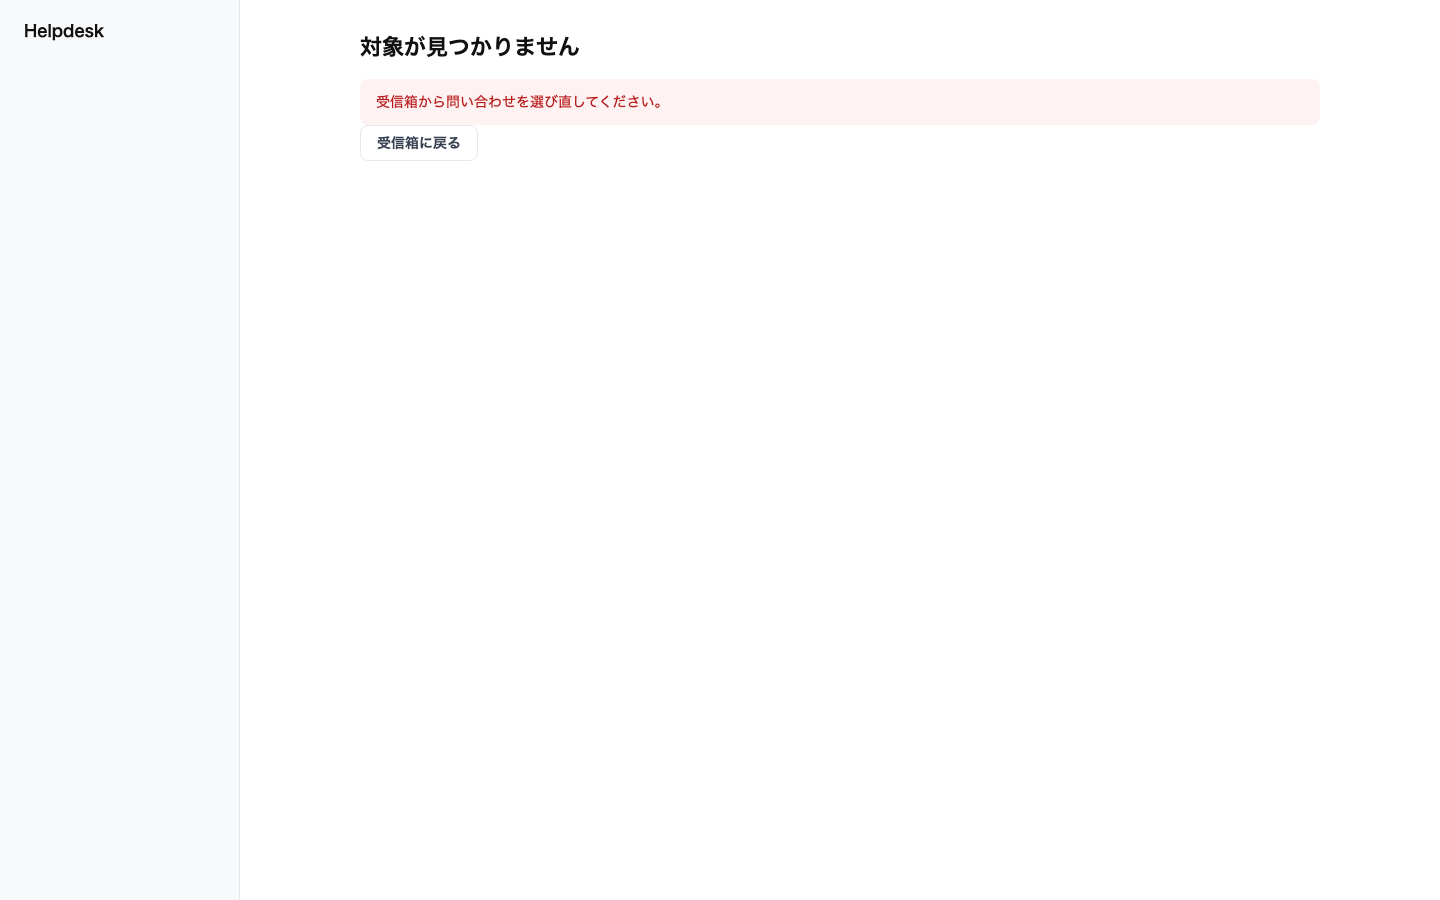 Helpdesk
対象が見つかりません
受信箱から問い合わせを選び直してください。
受信箱に戻る